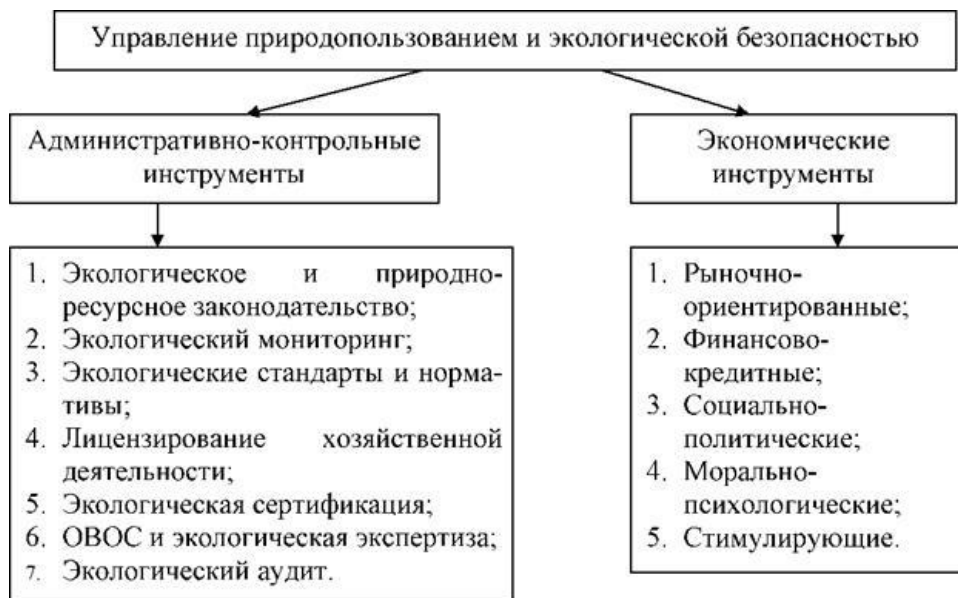 Управление природопользованием и экологической безопасностью
Административно-контрольные
инструменты
Экономические
инструменты
1. Экологическое и природно-
ресурсное законодательство;
2. Экологический мониторинг;
3. Экологические стандарты и норма-
тивы;
4. Лицензирование хозяйственной
деятельности;
5. Экологическая сертификация;
6. ОВОС и экологическая экспертиза;
7. Экологический аудит.
1. Рыночно-
ориентированные;
2. Финансово-
кредитные;
3. Социально-
политические;
4. Морально-
психологические;
5. Стимулирующие.